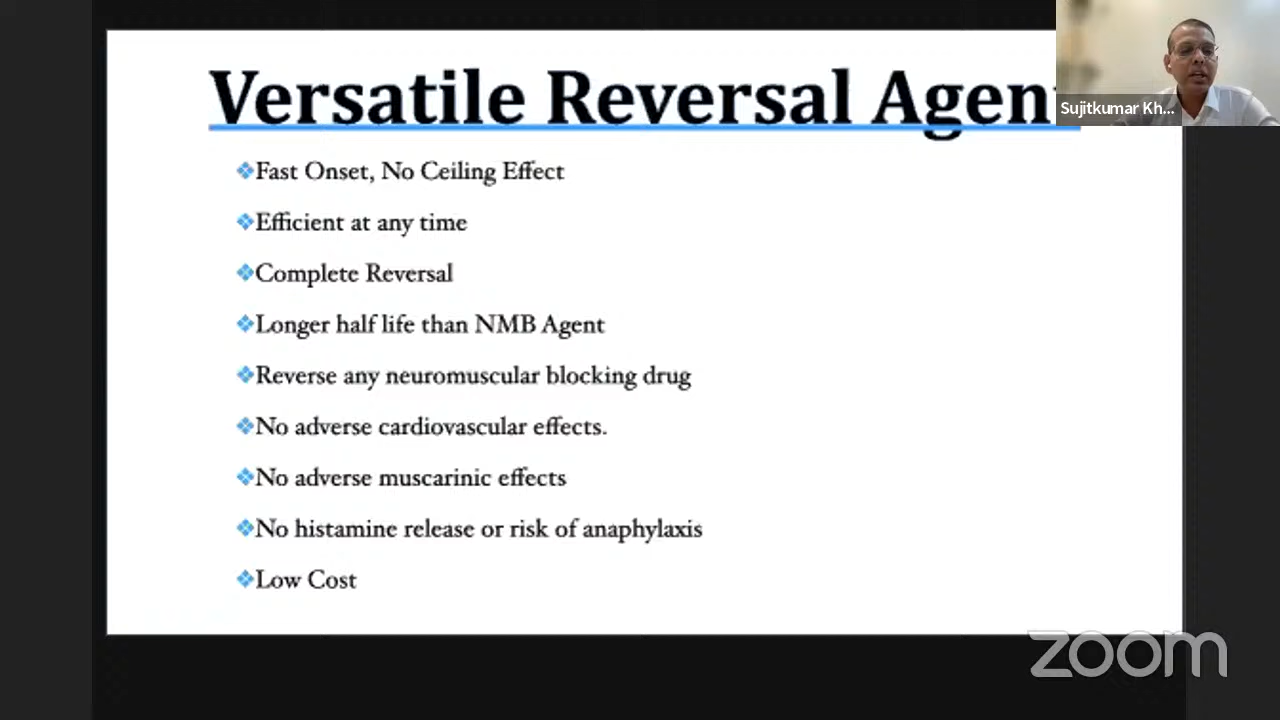 Versatile Reversal Agen
Sujitkumar Kh...
Fast Onset, No Ceiling Effect
Efficient at any time
Complete Reversal
Longer half life than NMB Agent
Reverse any neuromuscular blocking drug
No adverse cardiovascular effects.
No adverse muscarinic effects
No histamine release or risk of anaphylaxis
Low Cost
zoom